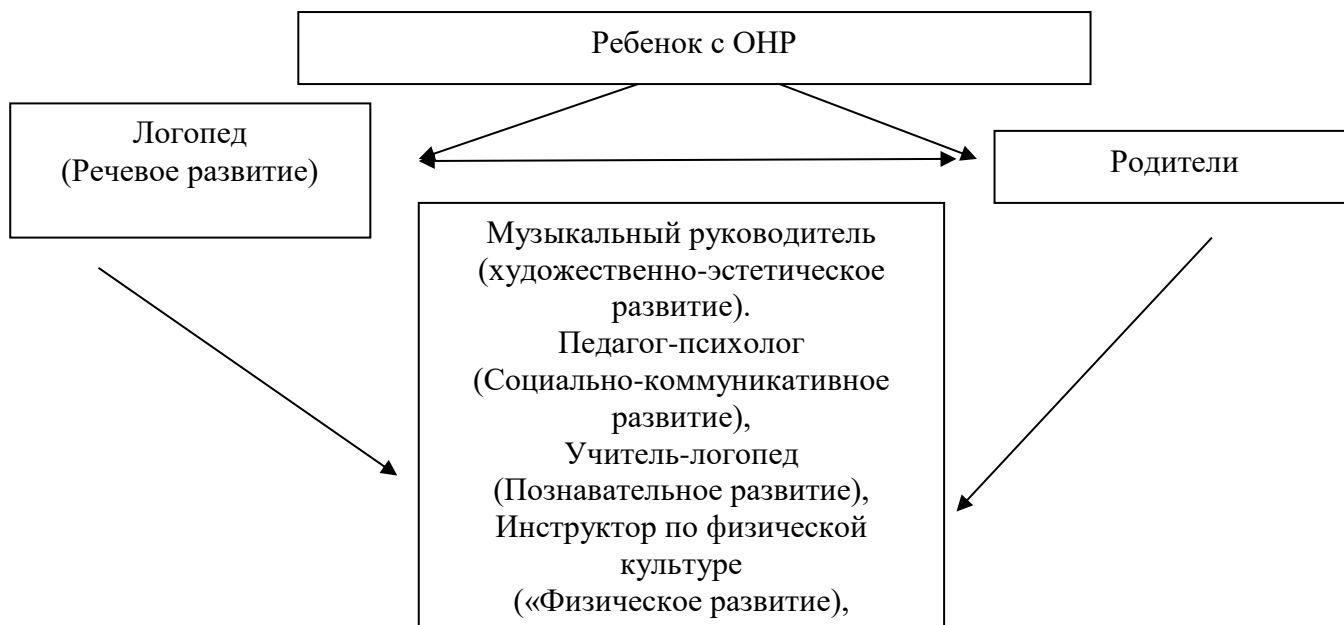 Ребенок с ОНР
Логопед
(Речевое развитие)
Родители
Музыкальный руководитель
(художественно-эстетическое
развитие).
Педагог-психолог
(Социально-коммуникативное
развитие),
Учитель-логопед
(Познавательное развитие),
Инструктор по физической
культуре
(«Физическое развитие),